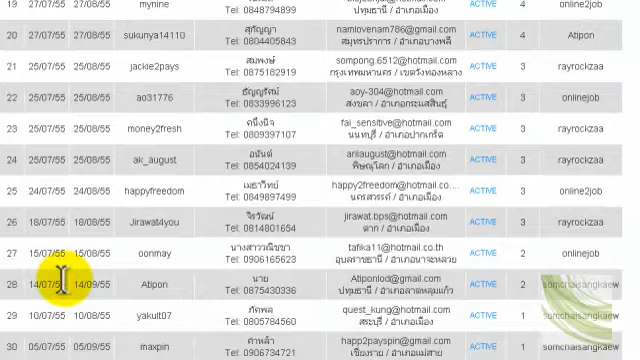 19 27/07/55 27/08/55 mynine Tel: 0848794899 ปทุมธานี / อำเภอเมือง ACTIVE 4 online2job
20 27/07/55 27/08/55 sukunya14110 สุกัญญา Tel: 0804405843 namlovenam786@gmail.com สมุทรปราการ / อำเภอบางพลี ACTIVE 4 Atipon
21 25/07/55 25/08/55 jackie2pays สมพงษ์ Tel: 0875182919 sompong.6512@hotmail.com กรุงเทพมหานคร / เขตวังทองหลาง ACTIVE 3 rayrockzaa
22 25/07/55 25/08/55 ao31776 ธัญญรัศม์ Tel: 0833996123 aoy-304@hotmail.com สงขลา / อำเภอกระแสสินธุ์ ACTIVE 3 onlinejob
23 25/07/55 25/08/55 money2fresh คนึงนิจ Tel: 0809397107 fai_sensitive@hotmail.com นนทบุรี / อำเภอปากเกร็ด ACTIVE 3 rayrockzaa
24 25/07/55 25/08/55 ak_august อนันต์ Tel: 0854024139 ariiaugust@hotmail.com พิษณุโลก / อำเภอเมือง ACTIVE 3 rayrockzaa
25 24/07/55 24/08/55 happyfreedom เมธาวิทย์ Tel: 0849897499 happy2freedom@hotmail.co.... นครสวรรค์ / อำเภอเมือง ACTIVE 3 online2job
26 18/07/55 18/08/55 Jirawat4you จิรวัฒน์ Tel: 0814801654 jirawat.bps@hotmail.com ตาก / อำเภอเมือง ACTIVE 3 rayrockzaa
27 15/07/55 15/08/55 oonmay นางสาววณิชชา Tel: 0906165623 tafika11@hotmail.co.th อุบลราชธานี / อำเภอนาจะหลวย ACTIVE 2 onlinejob
28 14/07/55 14/09/55 Atipon นาย Tel: 0875430336 Atiponlod@gmail.com ปทุมธานี / อำเภอลาดหลุมแก้ว ACTIVE 2 somchaisangkaew
29 10/07/55 10/08/55 yakult07 ภัคพล Tel: 0805784560 quest_kung@hotmail.com สระบุรี / อำเภอเมือง ACTIVE 1 somchaisangkaew
30 05/07/55 05/08/55 maxpin คำหล้า Tel: 0906734721 happ2payspin@gmail.com เชียงราย / อำเภอแม่สาย ACTIVE 1 somchaisangkaew